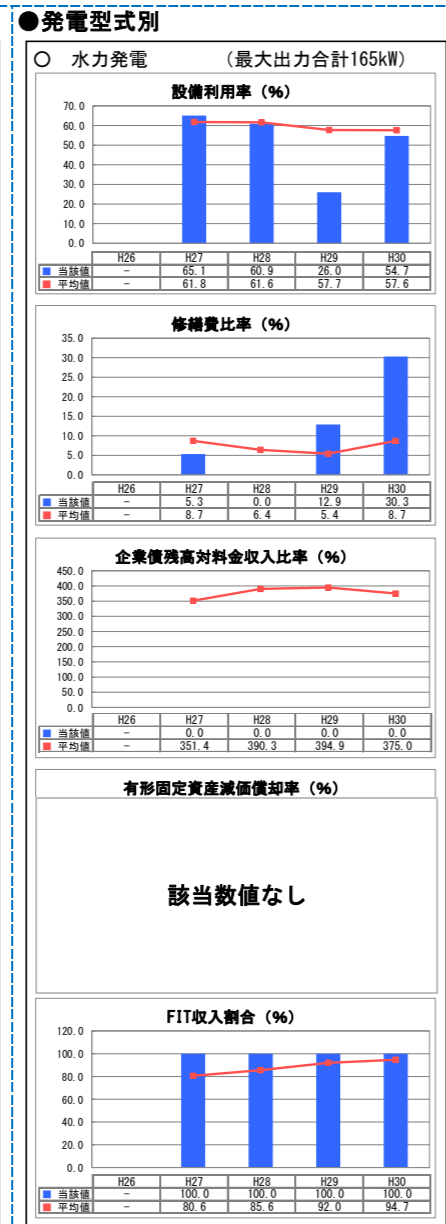 ●発電型式別
○ 水力発電 （最大出力合計165kW）
設備利用率（%）
70.0
60.0
50.0
40.0
30.0
20.0
10.0
0.0
H26 H27 H28 H29 H30
当該値 － 65.1 60.9 26.0 54.7
平均値 － 61.8 61.6 57.7 57.6
修繕費比率（%）
35.0
30.0
25.0
20.0
15.0
10.0
5.0
0.0
H26 H27 H28 H29 H30
当該値 － 5.3 0.0 12.9 30.3
平均値 － 8.7 6.4 5.4 8.7
企業債残高対料金収入比率（%）
450.0
400.0
350.0
300.0
250.0
200.0
150.0
100.0
50.0
0.0
H26 H27 H28 H29 H30
当該値 － 0.0 0.0 0.0 0.0
平均値 － 351.4 390.3 394.9 375.0
有形固定資産減価償却率（%）
該当数値なし
FIT収入割合（%）
120.0
100.0
80.0
60.0
40.0
20.0
0.0
H26 H27 H28 H29 H30
当該値 － 100.0 100.0 100.0 100.0
平均値 － 80.6 85.6 92.0 94.7